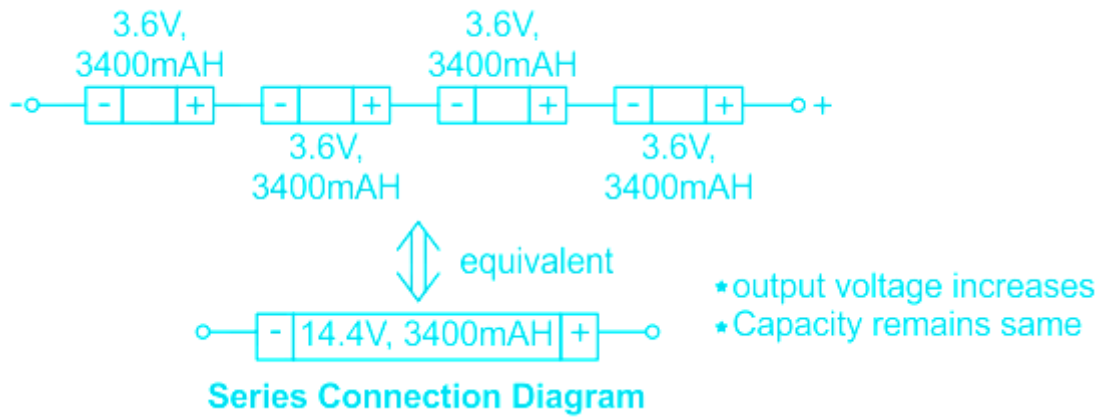 3.6V,
3400mAH
3.6V,
3400mAH
- - + - + - + - + +
3.6V,
3400mAH
3.6V,
3400mAH
equivalent
- 14.4V, 3400mAH +
* output voltage increases
* Capacity remains same
Series Connection Diagram